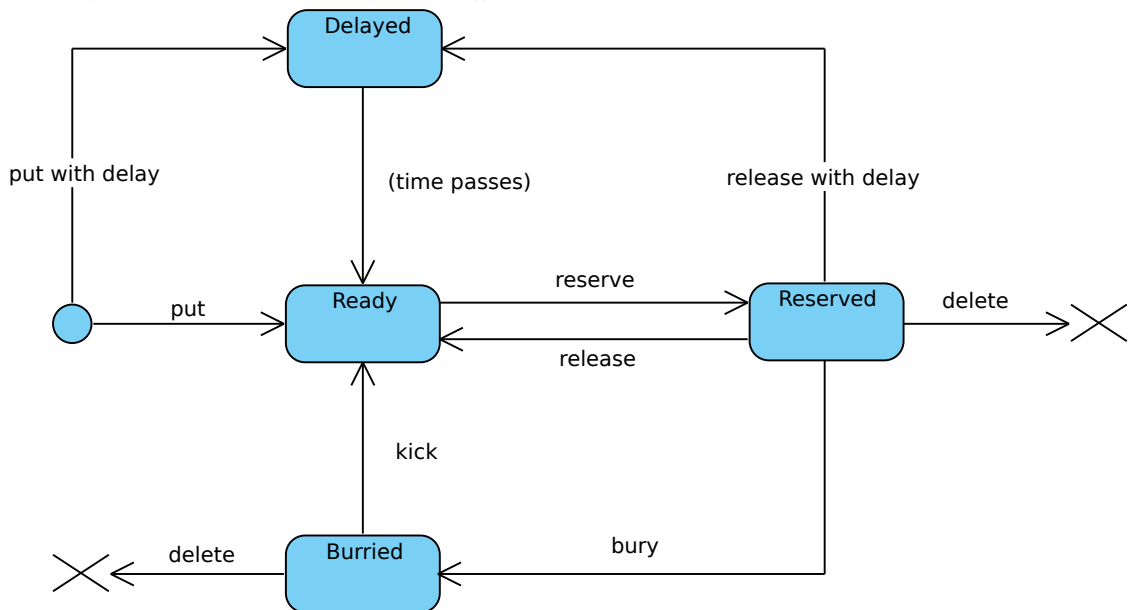 Delayed
put with delay
(time passes)
release with delay
reserve
Ready
Reserved
put
delete
release
kick
bury
delete
Burried